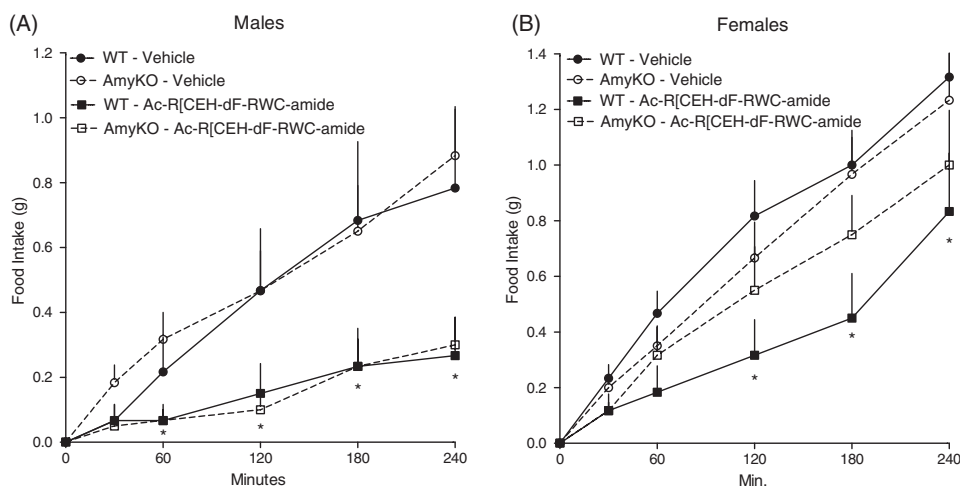 (A)
Males
WT - Vehicle
AmyKO - Vehicle
WT - Ac-R[CEH-dF-RWC-amide
AmyKO - Ac-R[CEH-dF-RWC-amide
Food Intake (g)
1.2
1.0
0.8
0.6
0.4
0.2
0.0
* * * *
0 60 120 180 240
Minutes
(B)
Females
WT - Vehicle
AmyKO - Vehicle
WT - Ac-R[CEH-dF-RWC-amide
AmyKO - Ac-R[CEH-dF-RWC-amide
Food Intake (g)
1.4
1.2
1.0
0.8
0.6
0.4
0.2
0.0
* * *
0 60 120 180 240
Min.